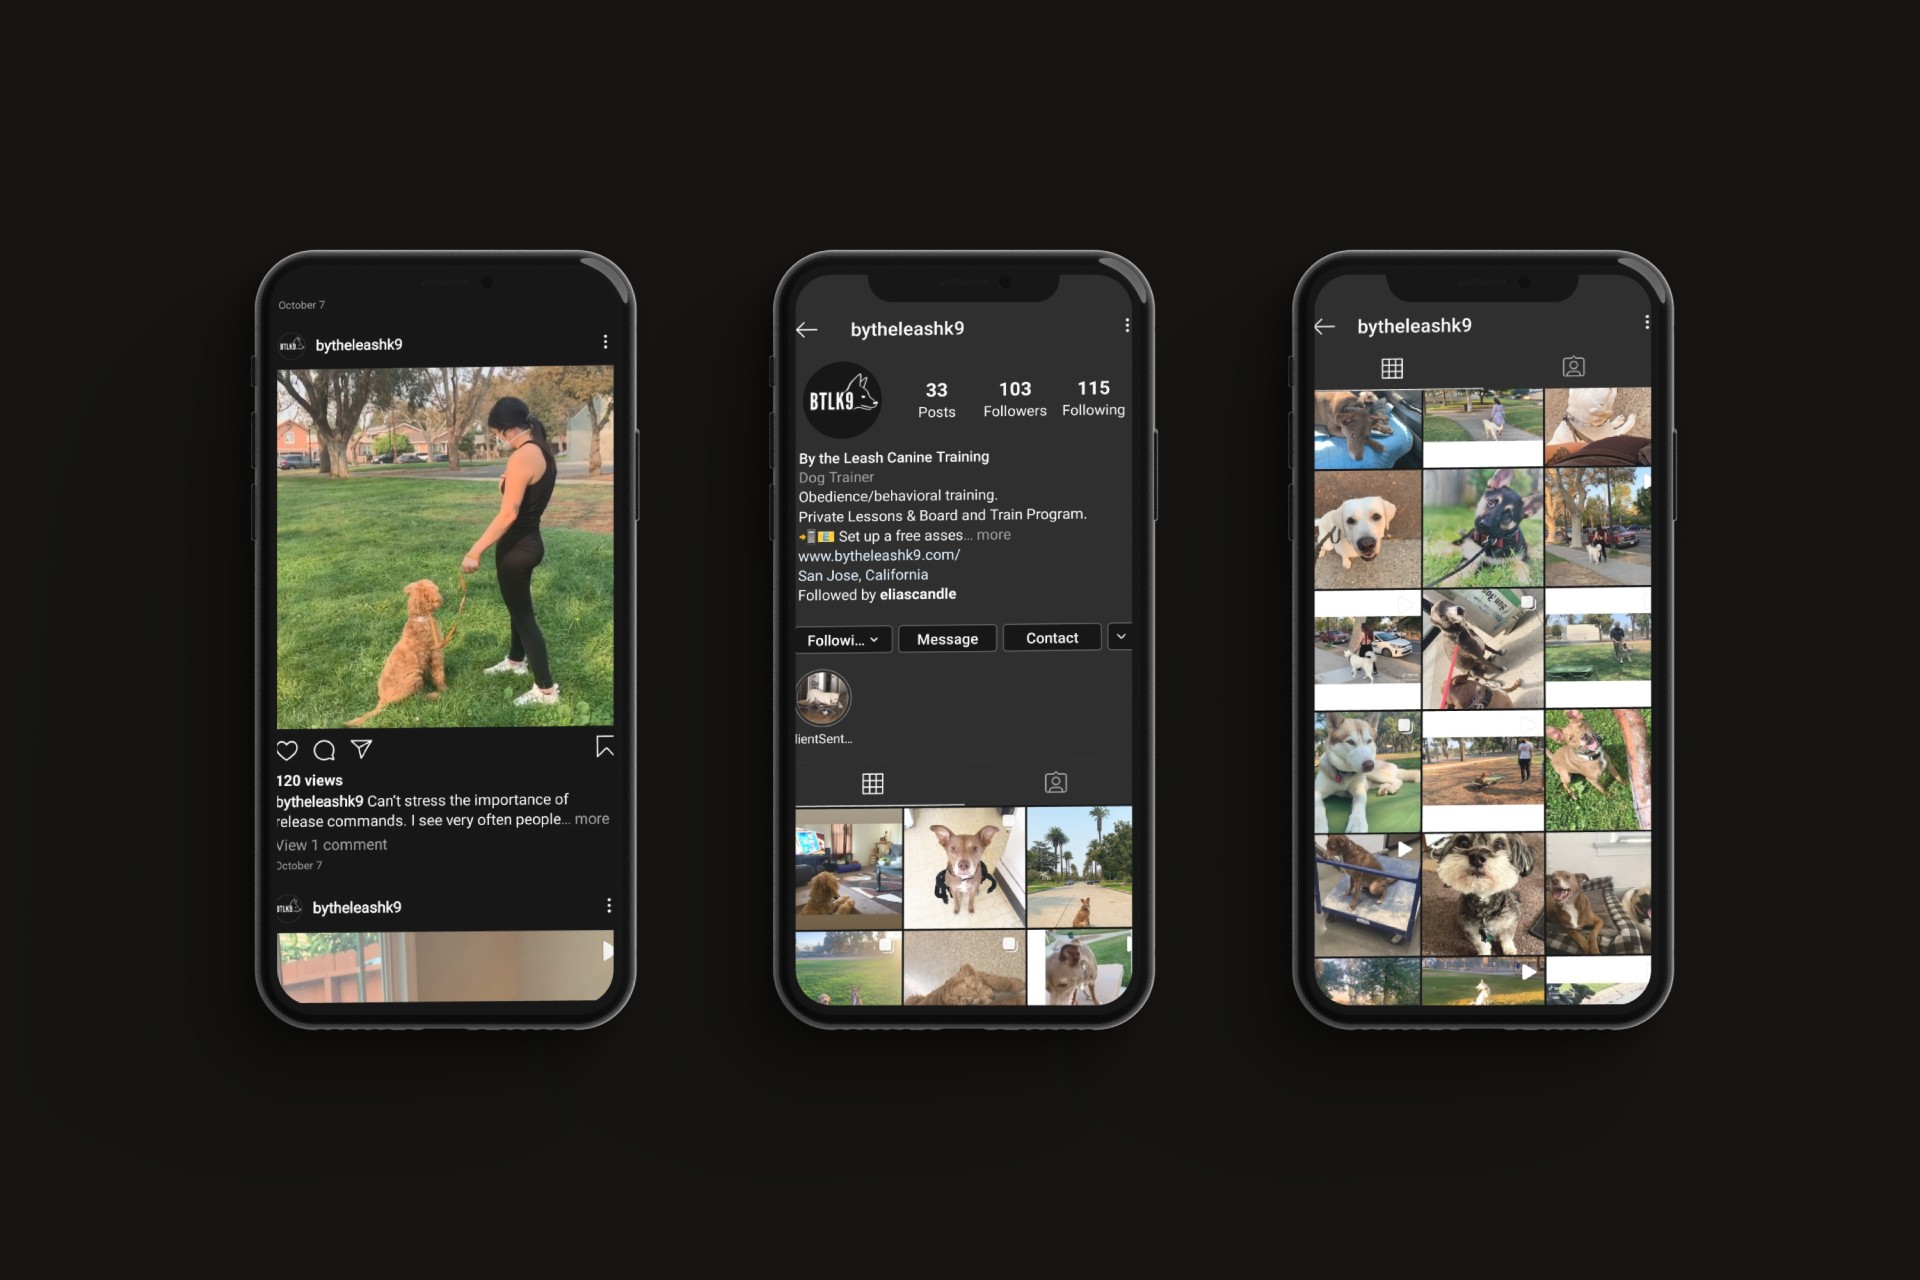 October 7
BTLK9
bytheleashk9
120 views
bytheleashk9 Can't stress the importance of
release commands. I see very often people... more
View 1 comment
October 7
BTLK9
bytheleashk9
bytheleashk9
BTLK9
33
Posts
103
Followers
115
Following
By the Leash Canine Training
Dog Trainer
Obedience/behavioral training.
Private Lessons & Board and Train Program.
Set up a free asses... more
www.bytheleashk9.com/
San Jose, California
Followed by eliascandle
Followi...
Message
Contact
lientSent...
bytheleashk9